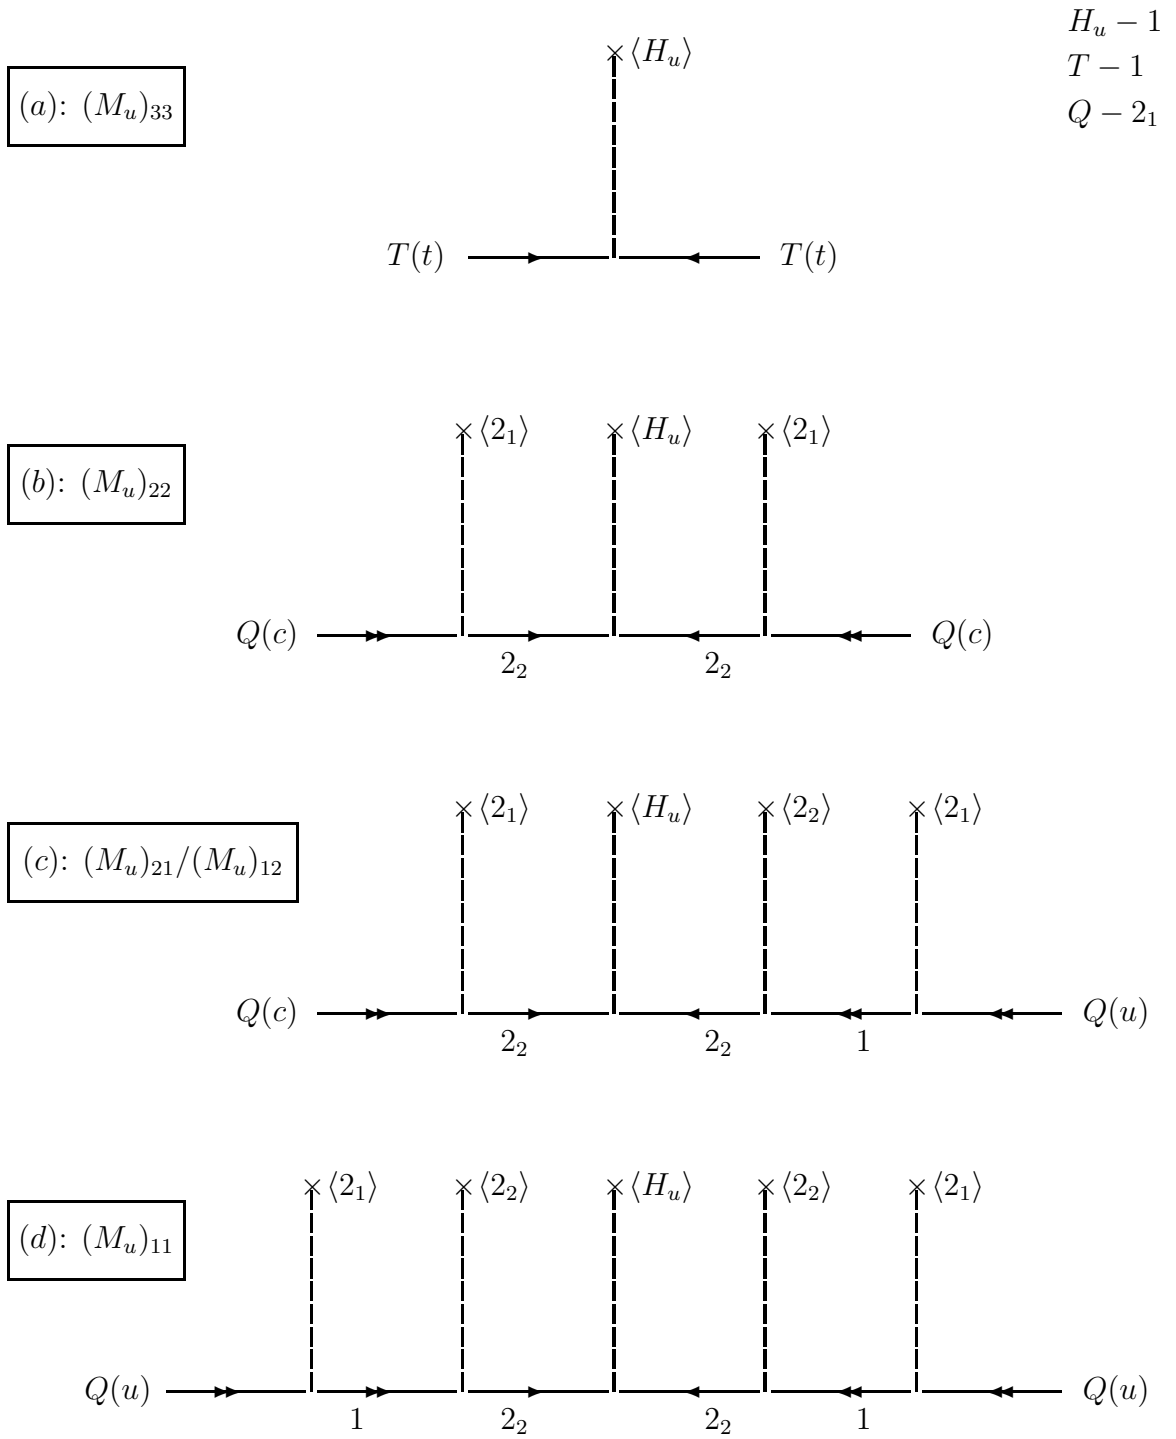 H_u − 1
T − 1
Q − 2_1
(a): (M_u)_33
×⟨H_u⟩
T(t) T(t)
(b): (M_u)_22
×⟨2_1⟩ ×⟨H_u⟩ ×⟨2_1⟩
Q(c) Q(c)
2_2 2_2
(c): (M_u)_21/(M_u)_12
×⟨2_1⟩ ×⟨H_u⟩ ×⟨2_2⟩ ×⟨2_1⟩
Q(c) Q(u)
2_2 2_2 1
(d): (M_u)_11
×⟨2_1⟩ ×⟨2_2⟩ ×⟨H_u⟩ ×⟨2_2⟩ ×⟨2_1⟩
Q(u) Q(u)
1 2_2 2_2 1